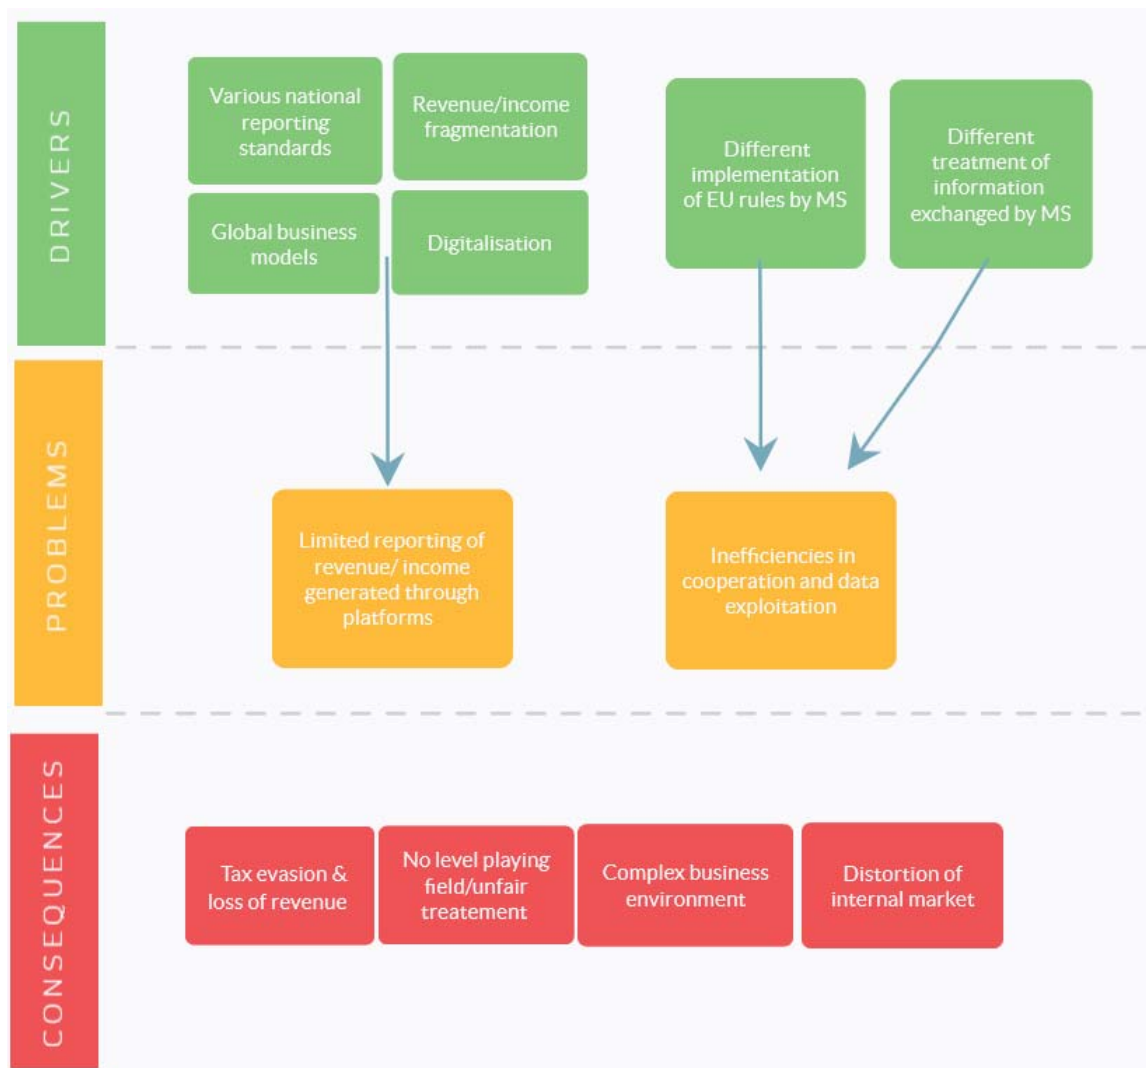 DRIVERS
Various national
reporting
standards
Revenue/income
fragmentation
Global business
models
Digitalisation
Different
implementation
of EU rules by MS
Different
treatment of
information
exchanged by MS
PROBLEMS
Limited reporting of
revenue/ income
generated through
platforms
Inefficiencies in
cooperation and data
exploitation
CONSEQUENCES
Tax evasion &
loss of revenue
No level playing
field/unfair
treatement
Complex business
environment
Distortion of
internal market